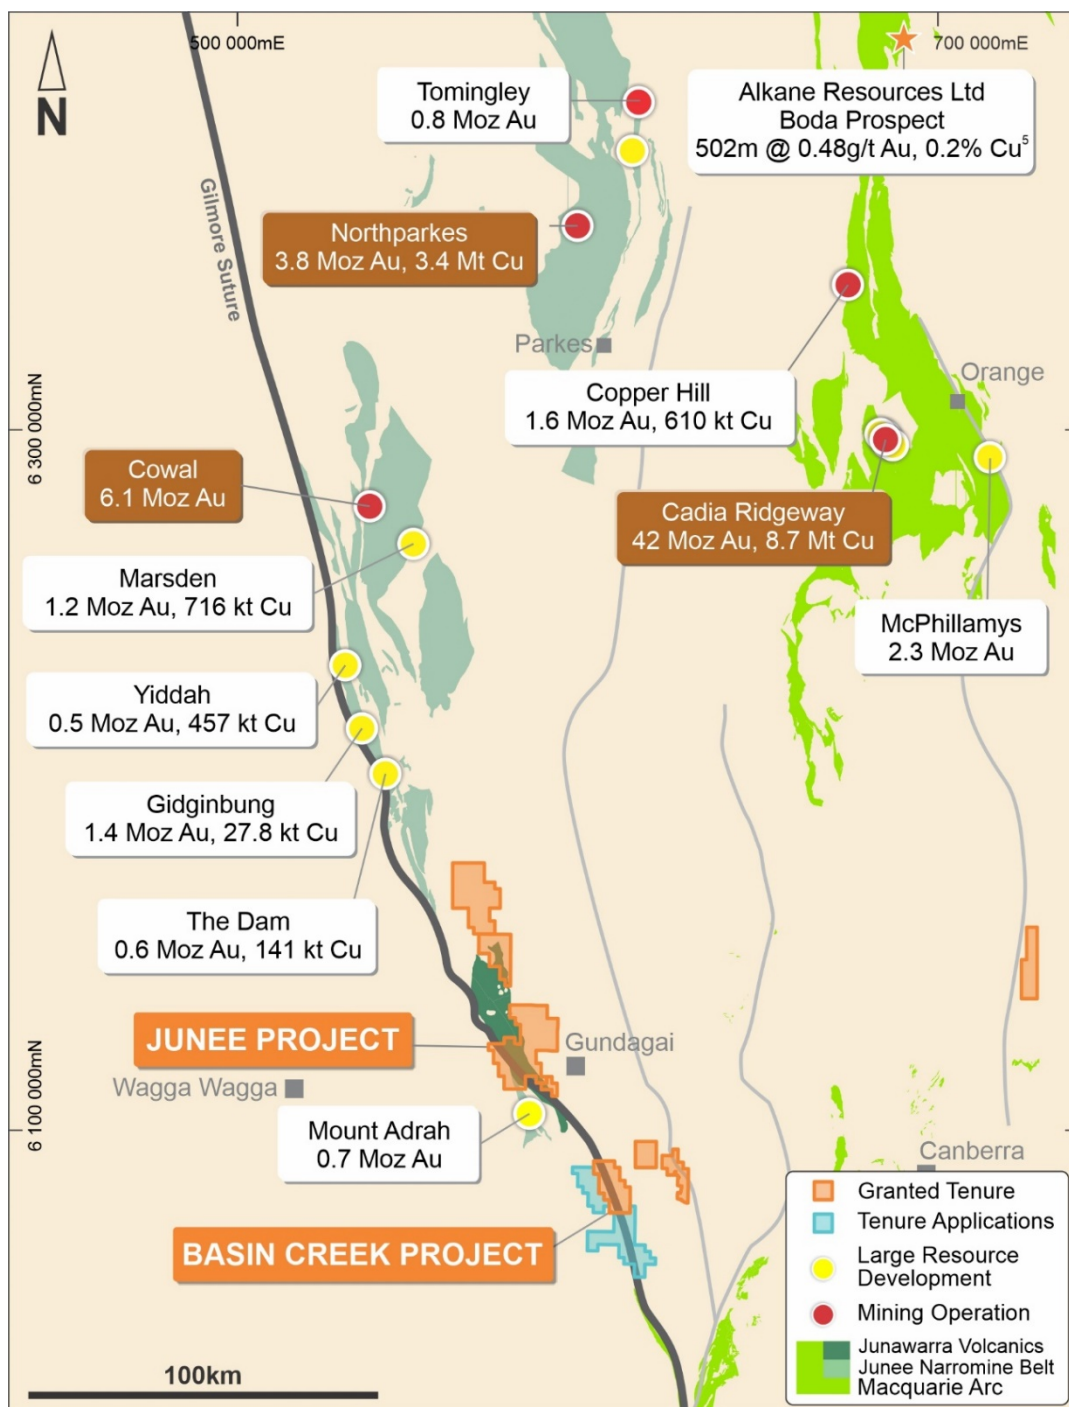 500 000mE
700 000mE
N
Tomingley
0.8 Moz Au
Alkane Resources Ltd
Boda Prospect
502m @ 0.48g/t Au, 0.2% Cu⁵
Gilmore Suture
Northparkes
3.8 Moz Au, 3.4 Mt Cu
Parkes
Copper Hill
1.6 Moz Au, 610 kt Cu
Orange
6 300 000mN
Cowal
6.1 Moz Au
Cadia Ridgeway
42 Moz Au, 8.7 Mt Cu
Marsden
1.2 Moz Au, 716 kt Cu
McPhillamys
2.3 Moz Au
Yiddah
0.5 Moz Au, 457 kt Cu
Gidginbung
1.4 Moz Au, 27.8 kt Cu
The Dam
0.6 Moz Au, 141 kt Cu
JUNEE PROJECT
Gundagai
Wagga Wagga
6 100 000mN
Mount Adrah
0.7 Moz Au
Canberra
BASIN CREEK PROJECT
Granted Tenure
Tenure Applications
Large Resource
Development
Mining Operation
Junawarra Volcanics
Junee Narromine Belt
Macquarie Arc
100km